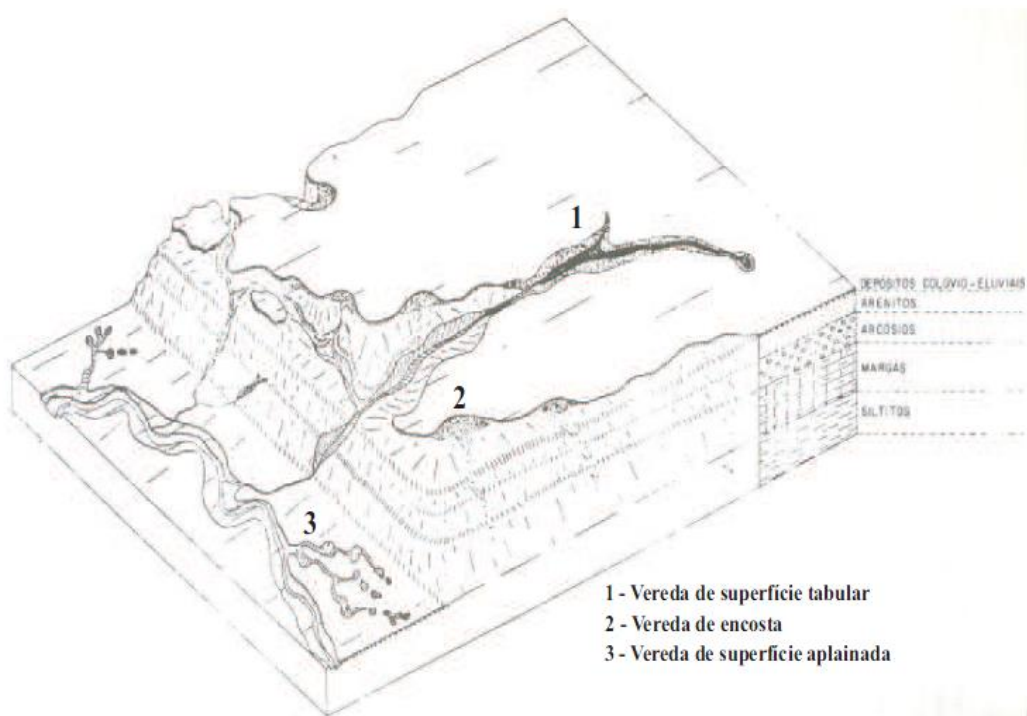 1
DEPÓSITOS COLÚVIO-ELUVIAIS
ARENITOS
ARCÓSIOS
MARGAS
2
SILTITOS
3
1 - Vereda de superfície tabular
2 - Vereda de encosta
3 - Vereda de superfície aplainada